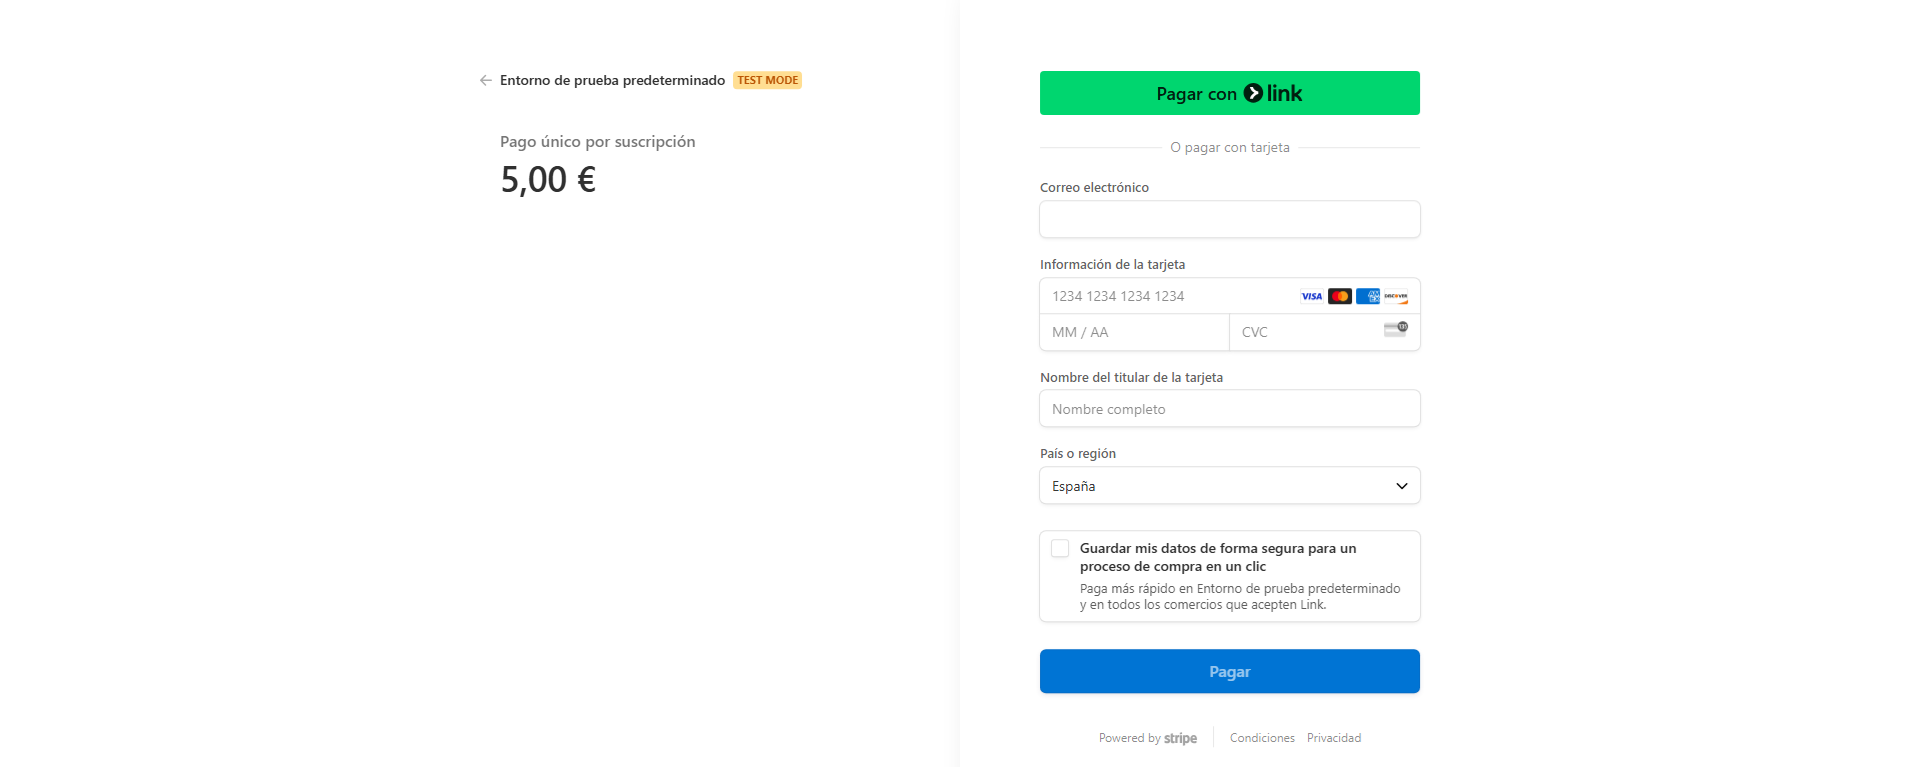 Entorno de prueba predeterminado TEST MODE
Pago único por suscripción
5,00 €
Pagar con link
O pagar con tarjeta
Correo electrónico
Información de la tarjeta
1234 1234 1234 1234 VISA AMEX DISCOVER
MM / AA CVC 135
Nombre del titular de la tarjeta
Nombre completo
País o región
España
Guardar mis datos de forma segura para un
proceso de compra en un clic
Paga más rápido en Entorno de prueba predeterminado
y en todos los comercios que acepten Link.
Pagar
Powered by stripe Condiciones Privacidad